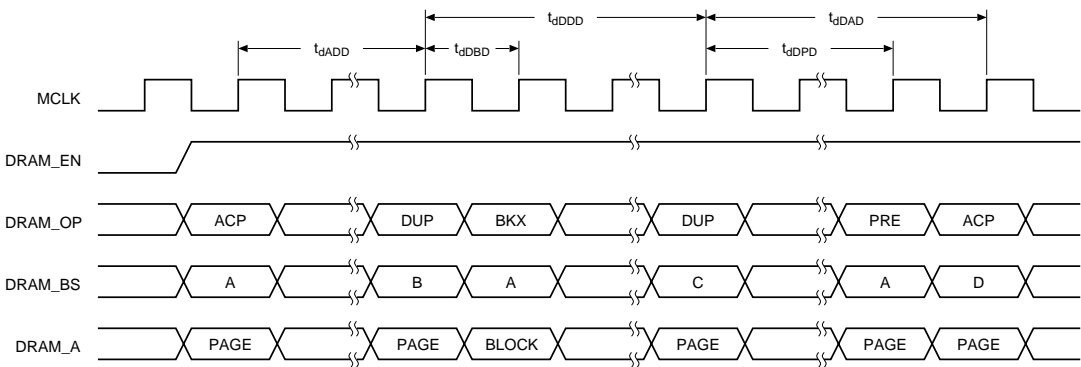 tdDDD tdDAD
tdADD tdDBD tdDPD
MCLK
DRAM_EN
DRAM_OP ACP DUP BKX DUP PRE ACP
DRAM_BS A B A C A D
DRAM_A PAGE PAGE BLOCK PAGE PAGE PAGE